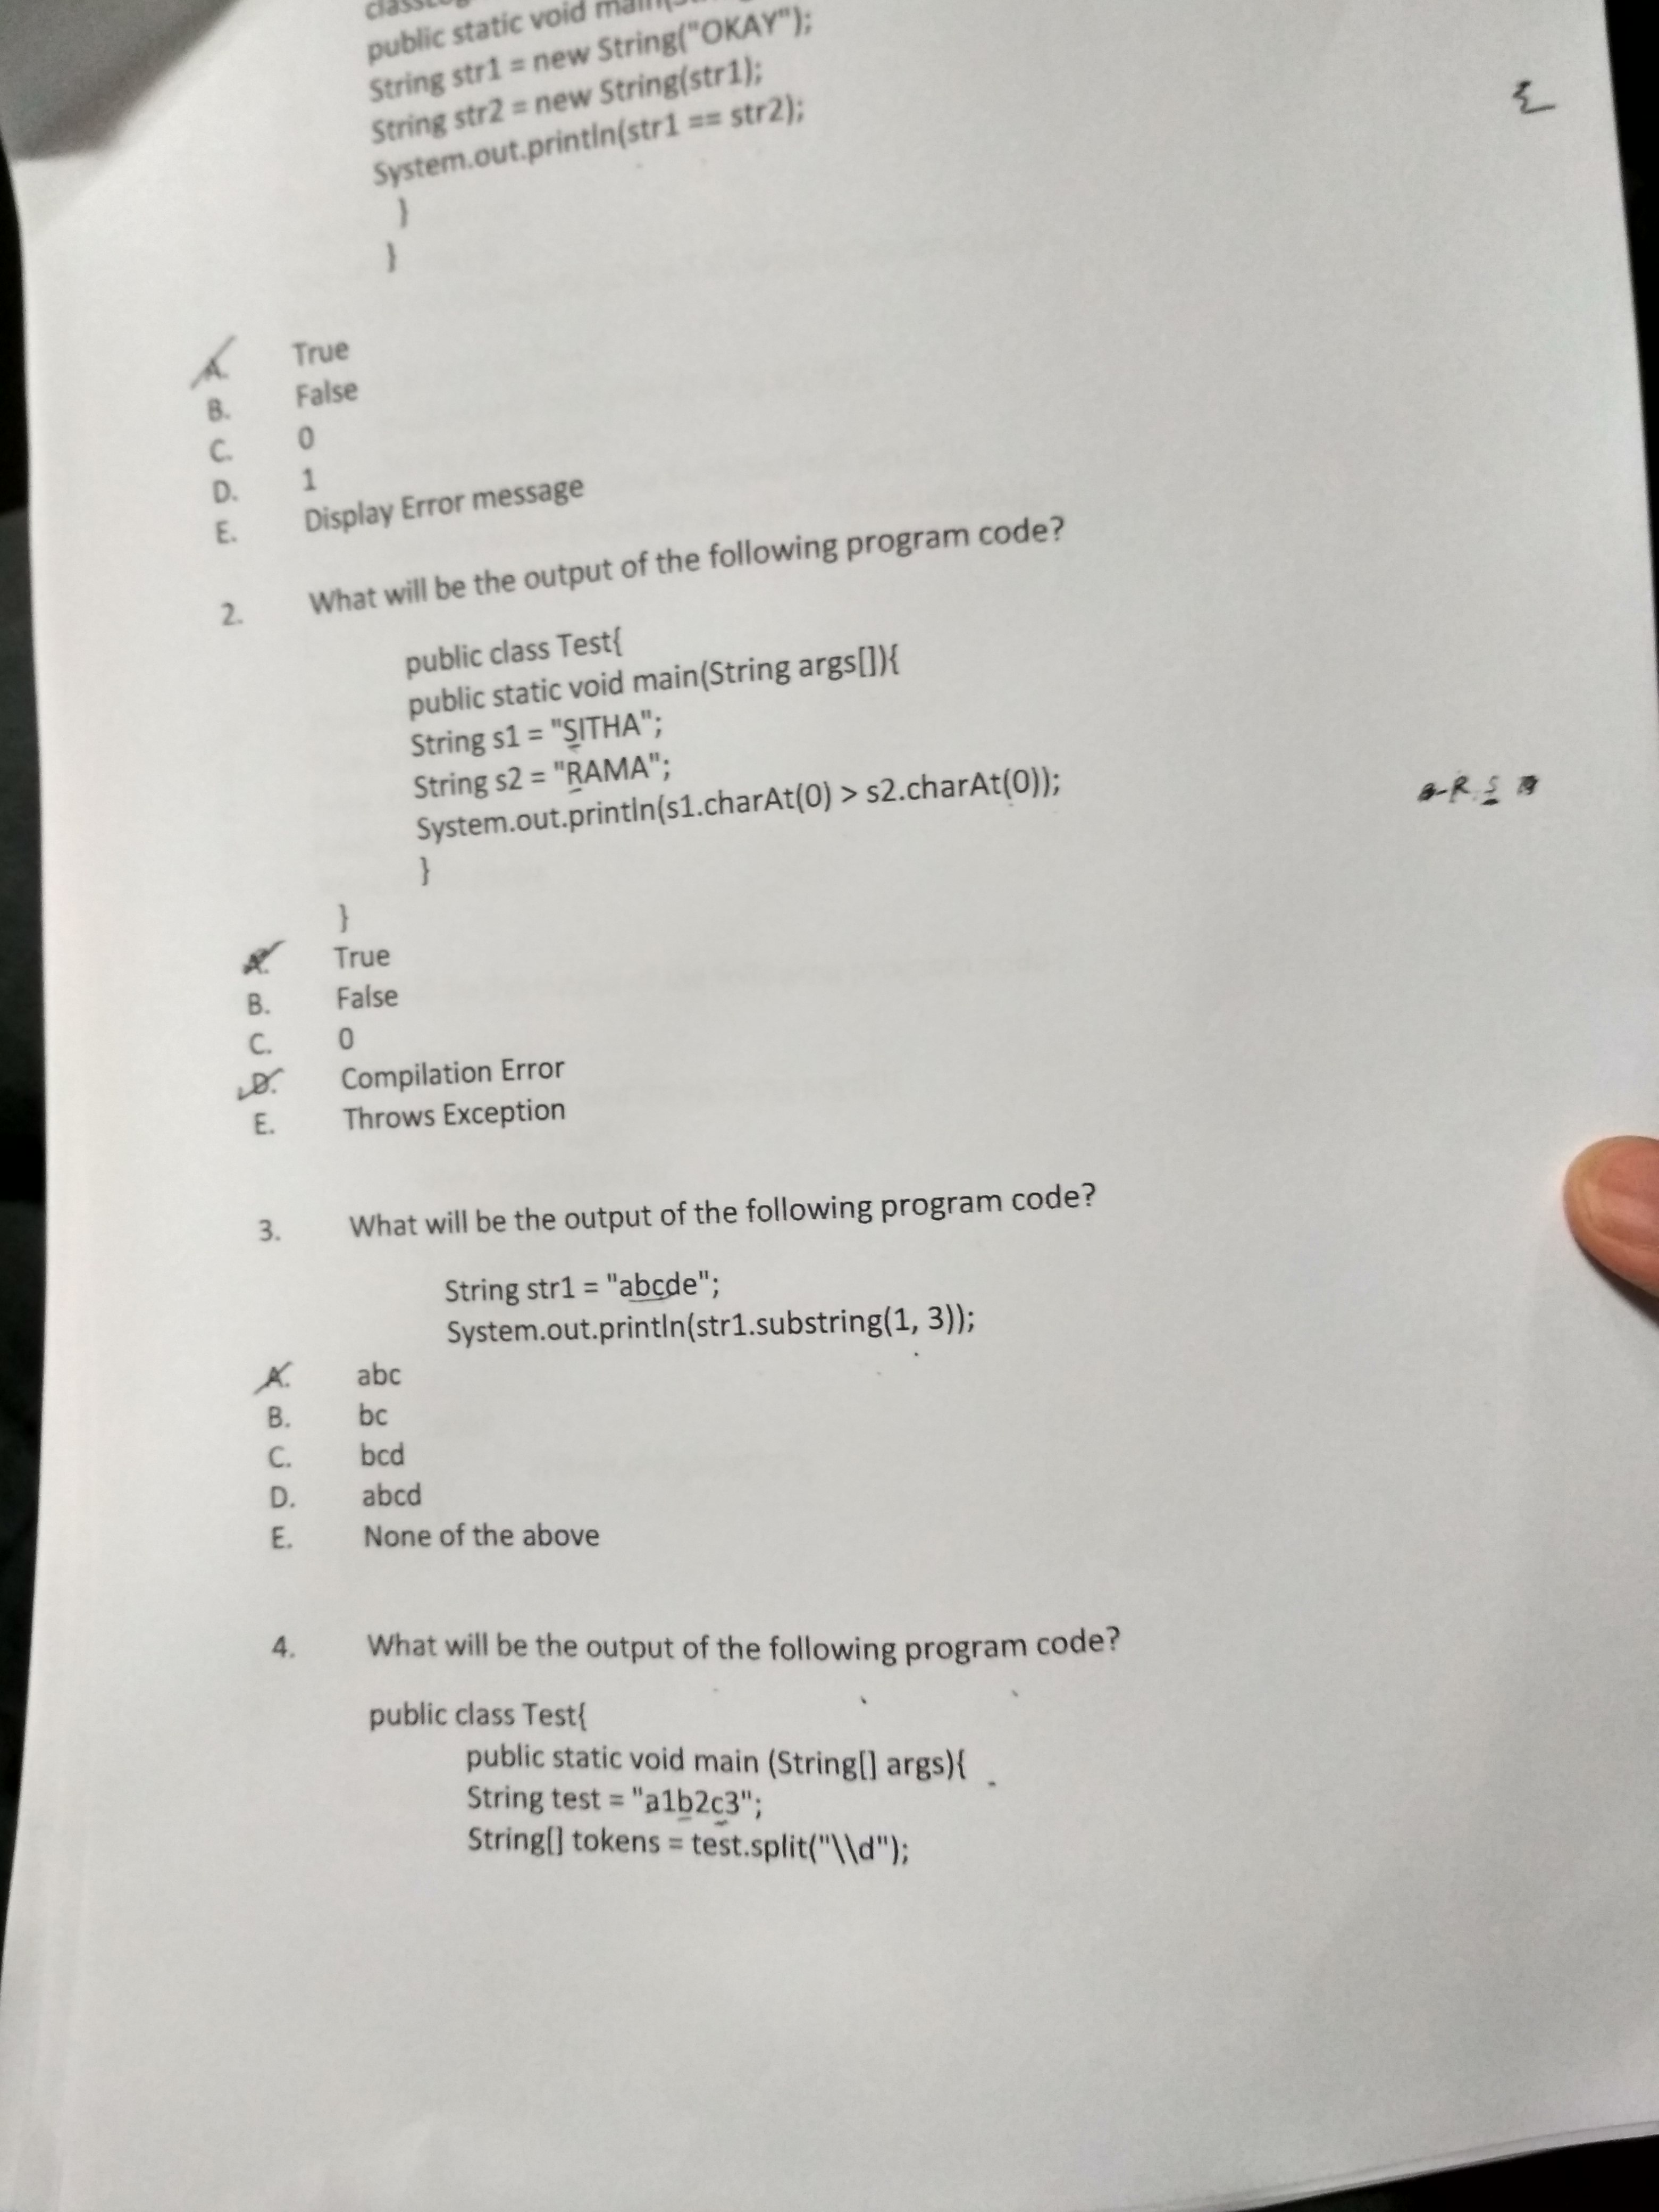 public static void main(
String str1 = new String("OKAY");
String str2 = new String(str1);
System.out.println(str1 == str2);
}
}
A. True
B. False
C. 0
D. 1
E. Display Error message
2. What will be the output of the following program code?
public class Test{
public static void main(String args[]){
String s1 = "SITHA";
String s2 = "RAMA";
System.out.println(s1.charAt(0) > s2.charAt(0));
R S
}
}
A. True
B. False
C. 0
D. Compilation Error
E. Throws Exception
3. What will be the output of the following program code?
String str1 = "abcde";
System.out.println(str1.substring(1, 3));
A. abc
B. bc
C. bcd
D. abcd
E. None of the above
4. What will be the output of the following program code?
public class Test{
public static void main (String[] args){
String test = "a1b2c3";
String[] tokens = test.split("\\d");